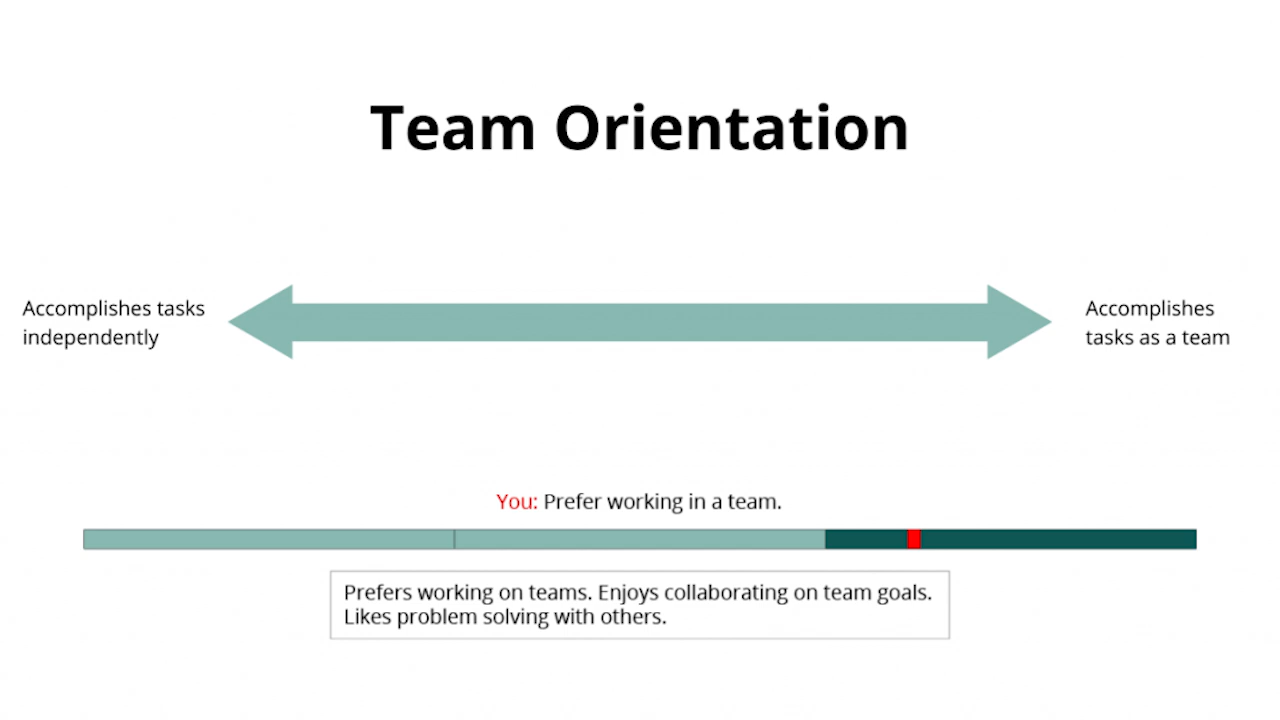 Team Orientation
Accomplishes tasks
independently
Accomplishes
tasks as a team
You: Prefer working in a team.
Prefers working on teams. Enjoys collaborating on team goals.
Likes problem solving with others.